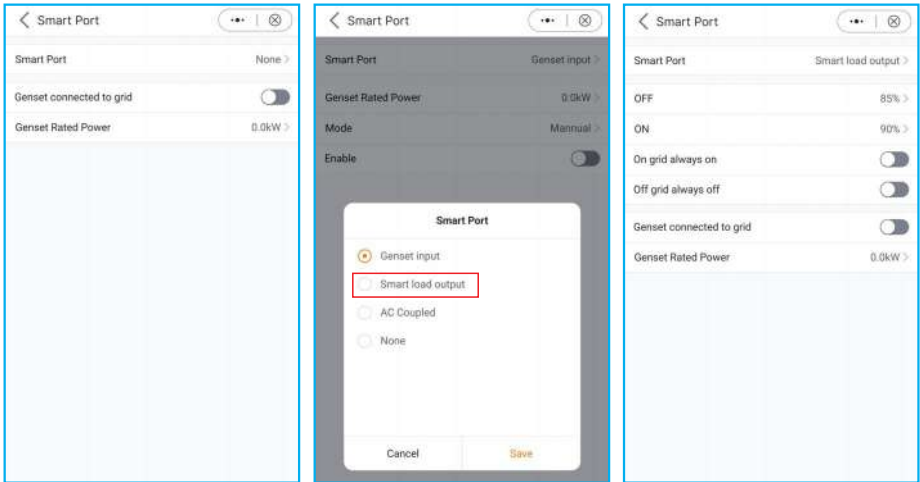 Smart Port
Smart Port None
Genset connected to grid
Genset Rated Power 0.0kW
Smart Port
Smart Port Genset input
Genset Rated Power 0.0kW
Mode Mannual
Enable
Smart Port
Genset input
Smart load output
AC Coupled
None
Cancel Save
Smart Port
Smart Port Smart load output
OFF 85%
ON 90%
On grid always on
Off grid always off
Genset connected to grid
Genset Rated Power 0.0kW